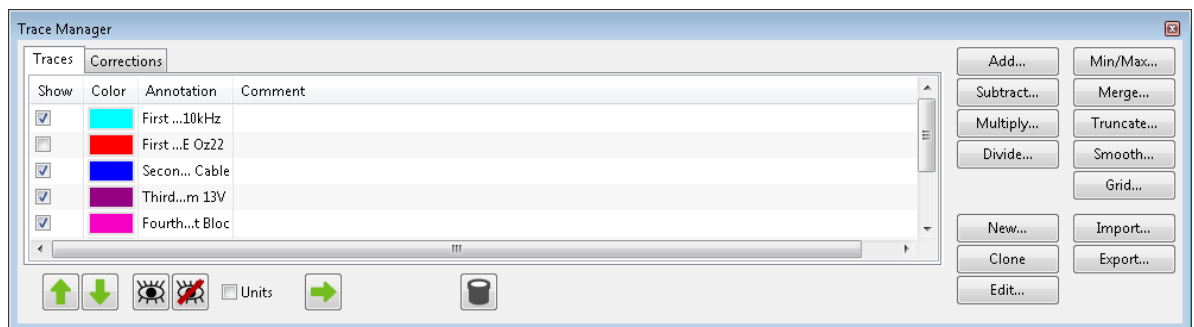 Trace Manager
Traces Corrections
Show Color Annotation Comment
First ...10kHz
First ...E Oz22
Secon... Cable
Third...m 13V
Fourth...t Bloc
Units
Add... Min/Max...
Subtract... Merge...
Multiply... Truncate...
Divide... Smooth...
Grid...
New... Import...
Clone Export...
Edit...